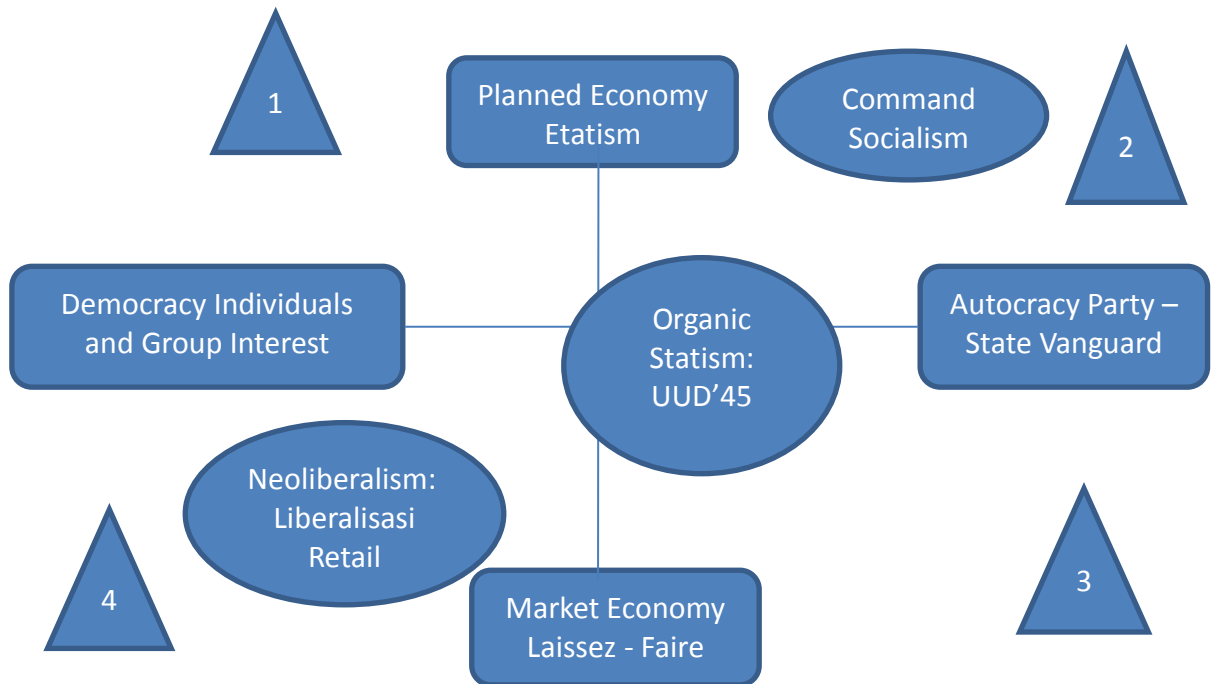 1
Planned Economy
Etatism
Command
Socialism
2
Democracy Individuals
and Group Interest
Organic
Statism:
UUD’45
Autocracy Party –
State Vanguard
Neoliberalism:
Liberalisasi
Retail
4
Market Economy
Laissez - Faire
3